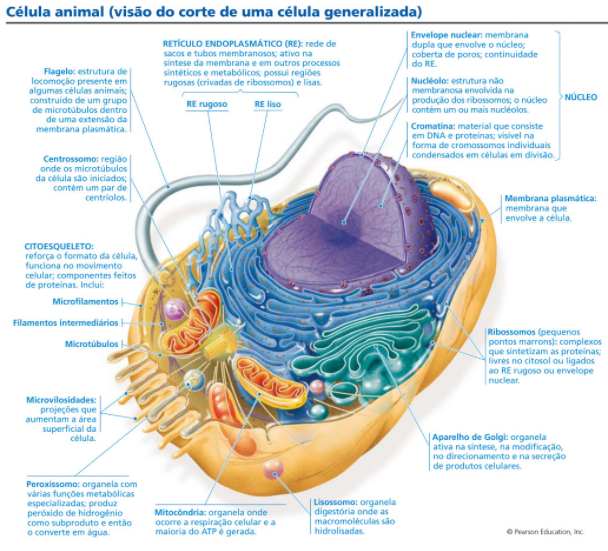 Célula animal (visão do corte de uma célula generalizada)
RETÍCULO ENDOPLASMÁTICO (RE): rede de
sacos e tubos membranosos; ativo na
síntese da membrana e em outros processos
sintéticos e metabólicos; possui regiões
rugosas (crivadas de ribossomos) e lisas.
RE rugoso
RE liso
Envelope nuclear: membrana
dupla que envolve o núcleo;
coberta de poros; continuidade
do RE.
Nucléolo: estrutura não
membranosa envolvida na
produção dos ribossomos; o núcleo
contém um ou mais nucléolos.
Cromatina: material que consiste
em DNA e proteínas; visível na
forma de cromossomos individuais
condensados em células em divisão.
NÚCLEO
Flagelo: estrutura de
locomoção presente em
algumas células animais;
construído de um grupo
de microtúbulos dentro
de uma extensão da
membrana plasmática.
Centrossomo: região
onde os microtúbulos
da célula são iniciados;
contém um par de
centríolos.
Membrana plasmática:
membrana que
envolve a célula.
CITOESQUELETO:
reforça o formato da célula,
funciona no movimento
celular; componentes feitos
de proteínas. Inclui:
Microfilamentos
Filamentos intermediários
Microtúbulos
Ribossomos (pequenos
pontos marrons): complexos
que sintetizam as proteínas;
livres no citosol ou ligados
ao RE rugoso ou envelope
nuclear.
Microvilosidades:
projeções que
aumentam a área
superficial da
célula.
Aparelho de Golgi: organela
ativa na síntese, na modificação,
no direcionamento e na secreção
de produtos celulares.
Peroxissomo: organela com
várias funções metabólicas
especializadas; produz
peróxido de hidrogênio
como subproduto e então
o converte em água.
Mitocôndria: organela onde
ocorre a respiração celular e a
maioria do ATP é gerada.
Lisossomo: organela
digestória onde as
macromoléculas são
hidrolisadas.
© Pearson Education, Inc.